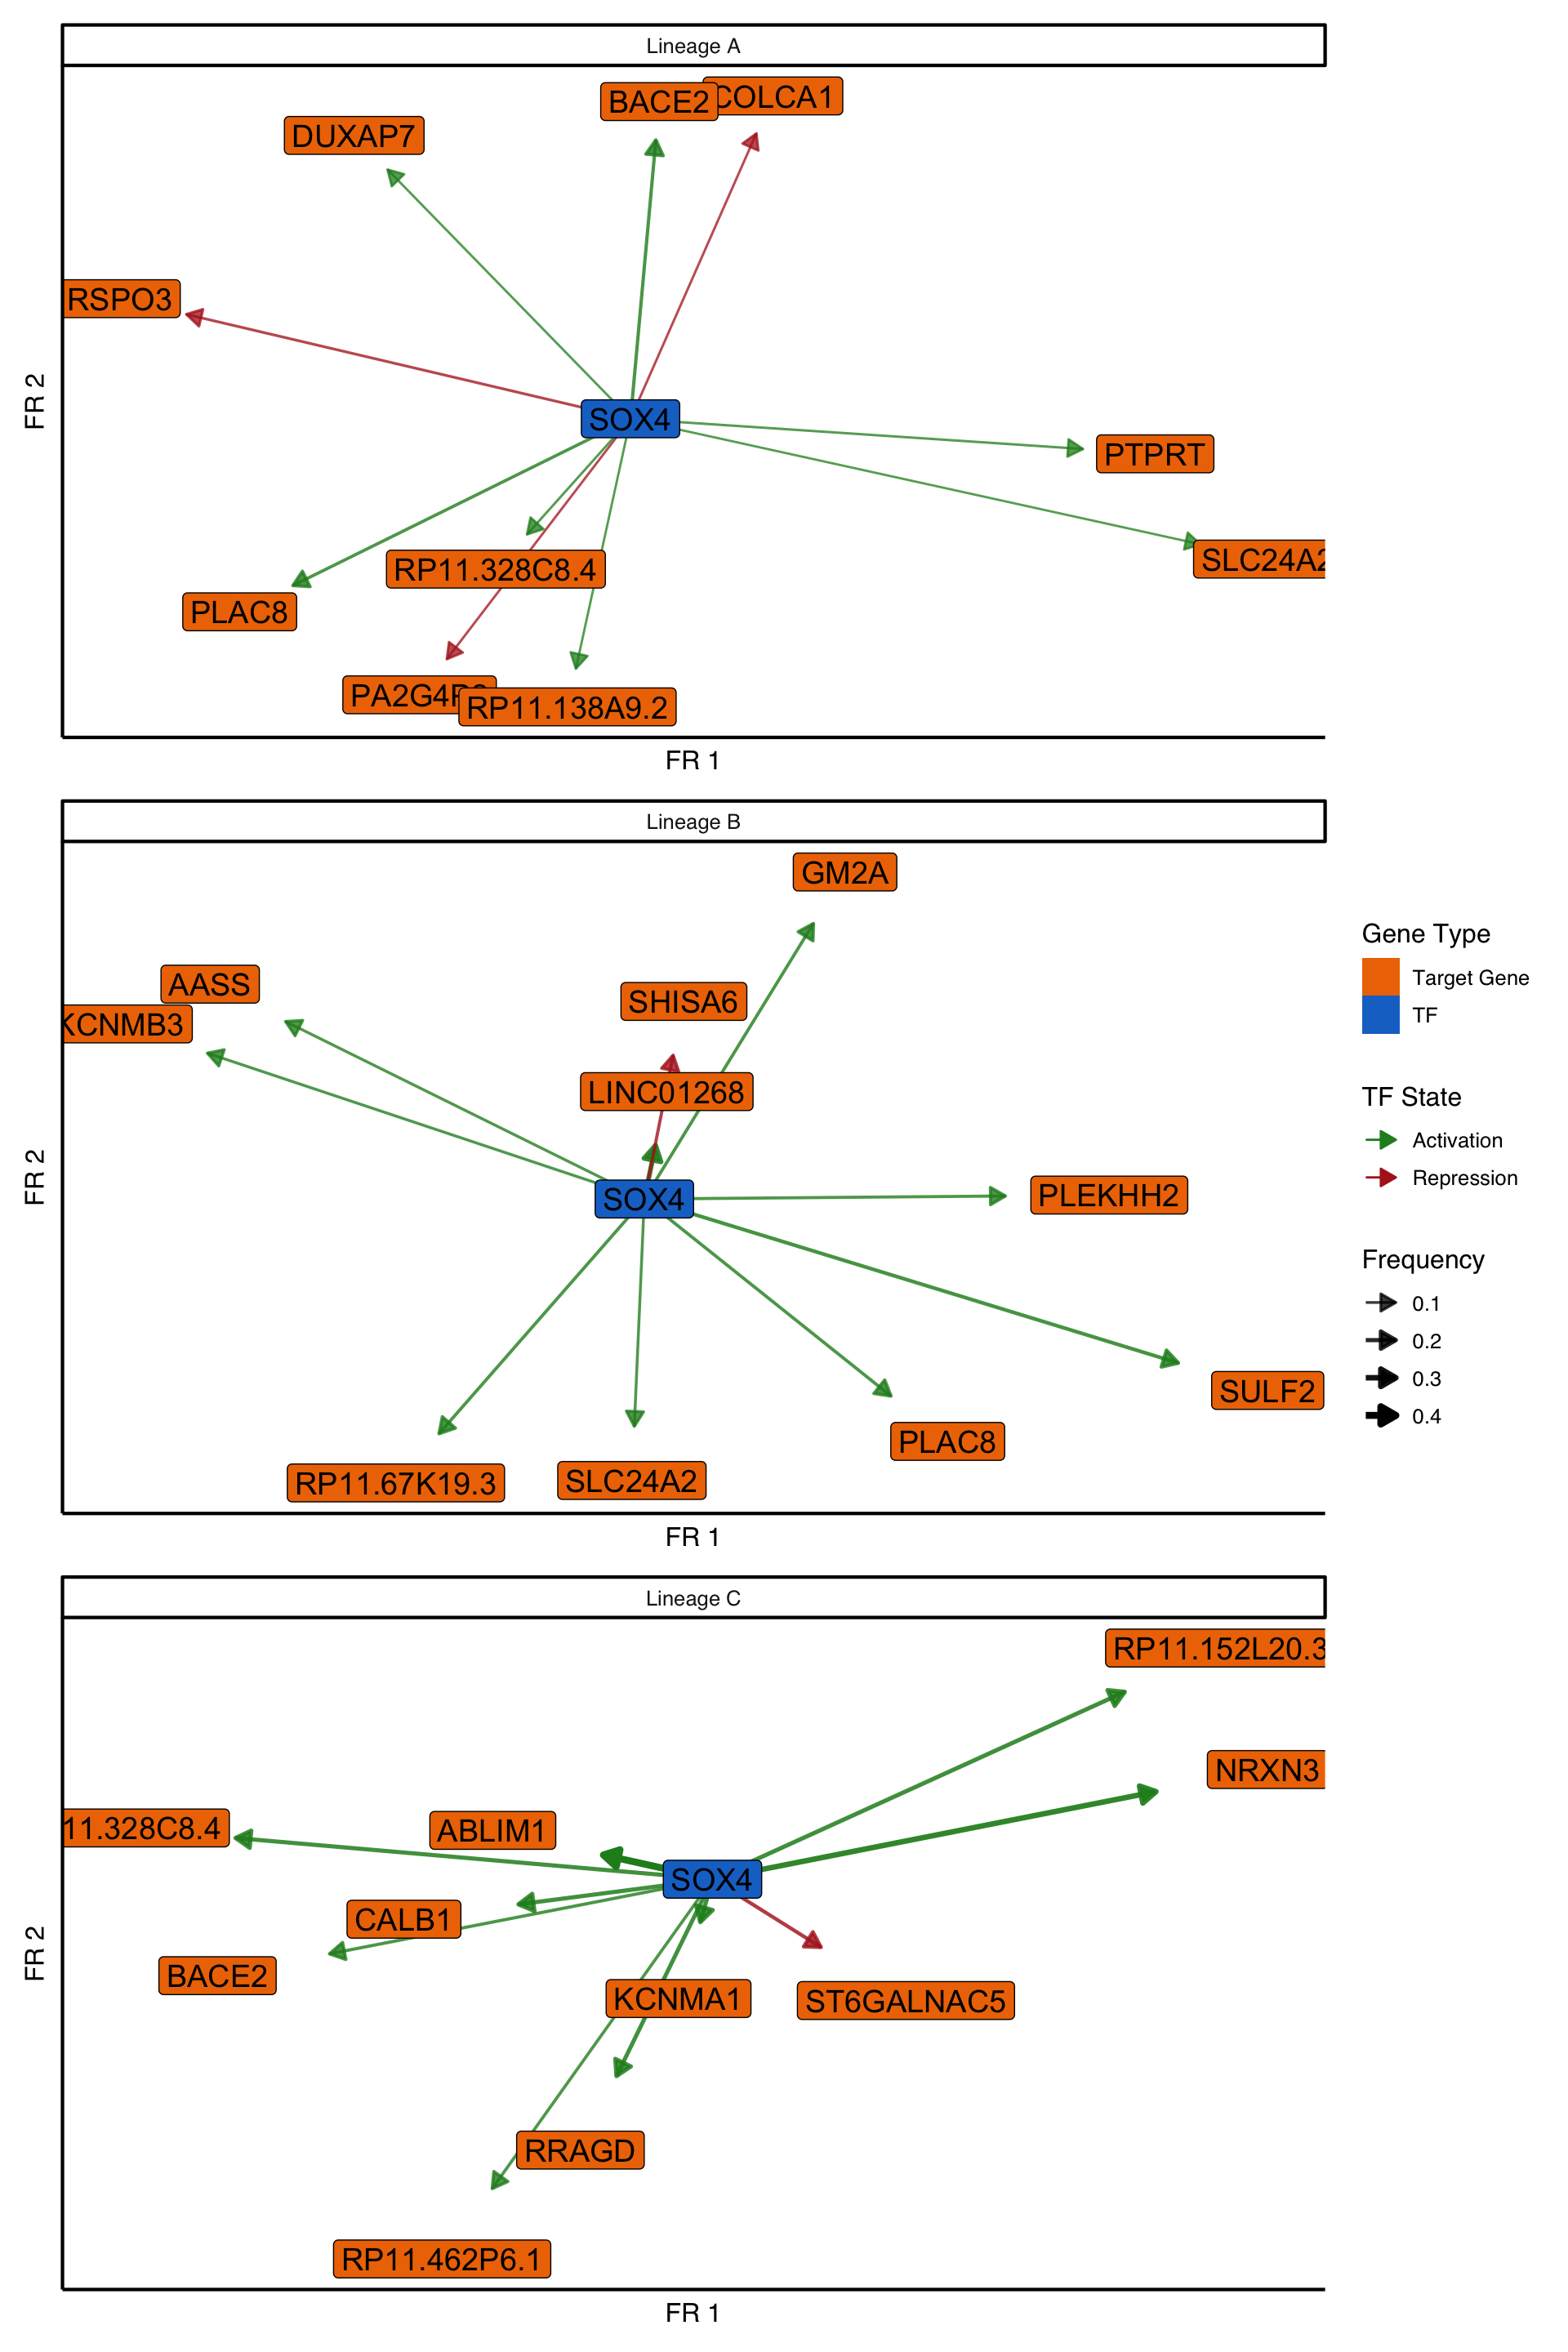 Lineage A
BACE2
COLCA1
DUXAP7
RSPO3
SOX4
PTPRT
SLC24A2
RP11.328C8.4
PLAC8
RP11.138A9.2
FR 2
FR 1
Lineage B
GM2A
AASS
SHISA6
KCNMB3
LINC01268
SOX4
PLEKHH2
SULF2
PLAC8
RP11.67K19.3
SLC24A2
FR 2
FR 1
Gene Type
Target Gene
TF
TF State
Activation
Repression
Frequency
0.1
0.2
0.3
0.4
Lineage C
RP11.152L20.3
NRXN3
11.328C8.4
ABLIM1
SOX4
CALB1
BACE2
KCNMA1
ST6GALNAC5
RRAGD
RP11.462P6.1
FR 2
FR 1